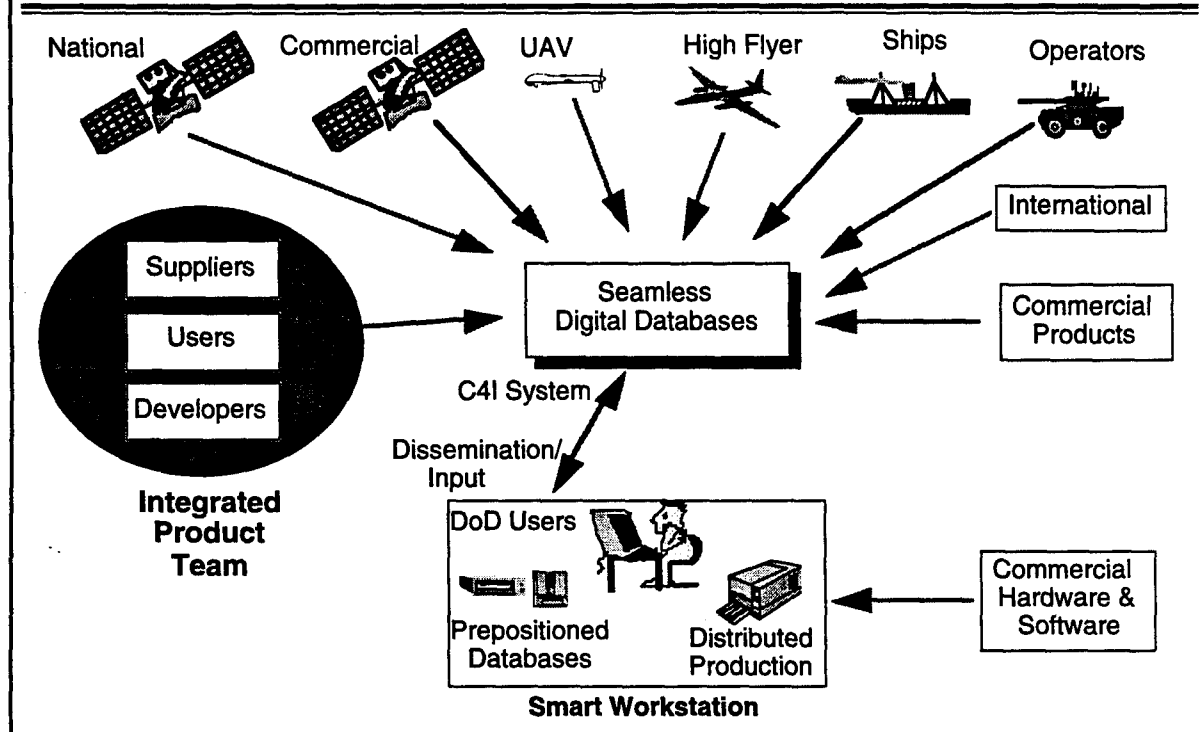 National
Commercial
UAV
High Flyer
Ships
Operators
International
Suppliers
Users
Developers
Integrated
Product
Team
Seamless
Digital Databases
Commercial
Products
C4I System
Dissemination/
Input
DoD Users
Prepositioned
Databases
Distributed
Production
Smart Workstation
Commercial
Hardware &
Software